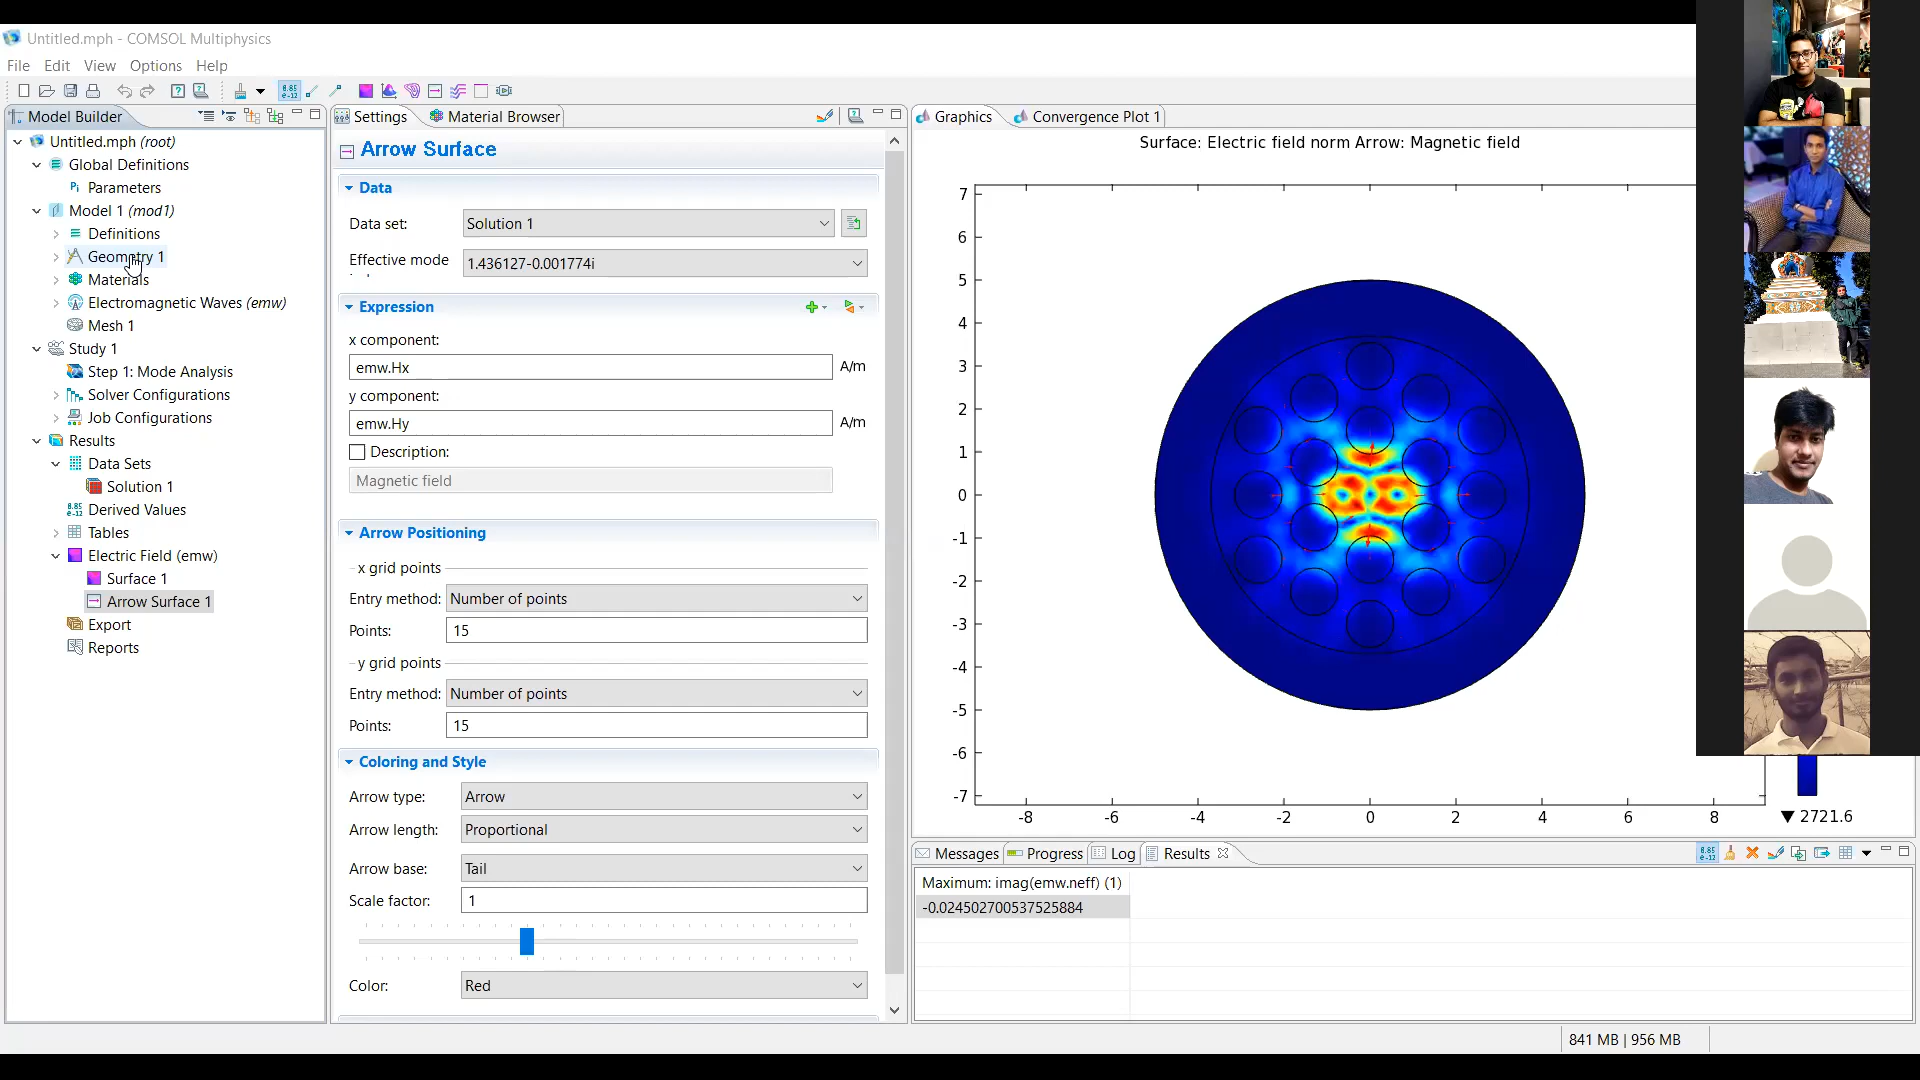 Untitled.mph - COMSOL Multiphysics
File Edit View Options Help
Model Builder
Untitled.mph (root)
Global Definitions
Pi Parameters
Model 1 (mod1)
Definitions
Geometry 1
Materials
Electromagnetic Waves (emw)
Mesh 1
Study 1
Step 1: Mode Analysis
Solver Configurations
Job Configurations
Results
Data Sets
Solution 1
8.85
e-12 Derived Values
Tables
Electric Field (emw)
Surface 1
Arrow Surface 1
Export
Reports
Settings Material Browser
Arrow Surface
Data
Data set: Solution 1
Effective mode 1.436127-0.001774i
Expression
x component:
emw.Hx A/m
y component:
emw.Hy A/m
Description:
Magnetic field
Arrow Positioning
x grid points
Entry method: Number of points
Points: 15
y grid points
Entry method: Number of points
Points: 15
Coloring and Style
Arrow type: Arrow
Arrow length: Proportional
Arrow base: Tail
Scale factor: 1
Color: Red
Graphics Convergence Plot 1
Surface: Electric field norm Arrow: Magnetic field
7
6
5
4
3
2
1
0
-1
-2
-3
-4
-5
-6
-7
-8 -6 -4 -2 0 2 4 6 8
▼ 2721.6
Messages Progress Log Results
Maximum: imag(emw.neff) (1)
-0.024502700537525884
841 MB | 956 MB